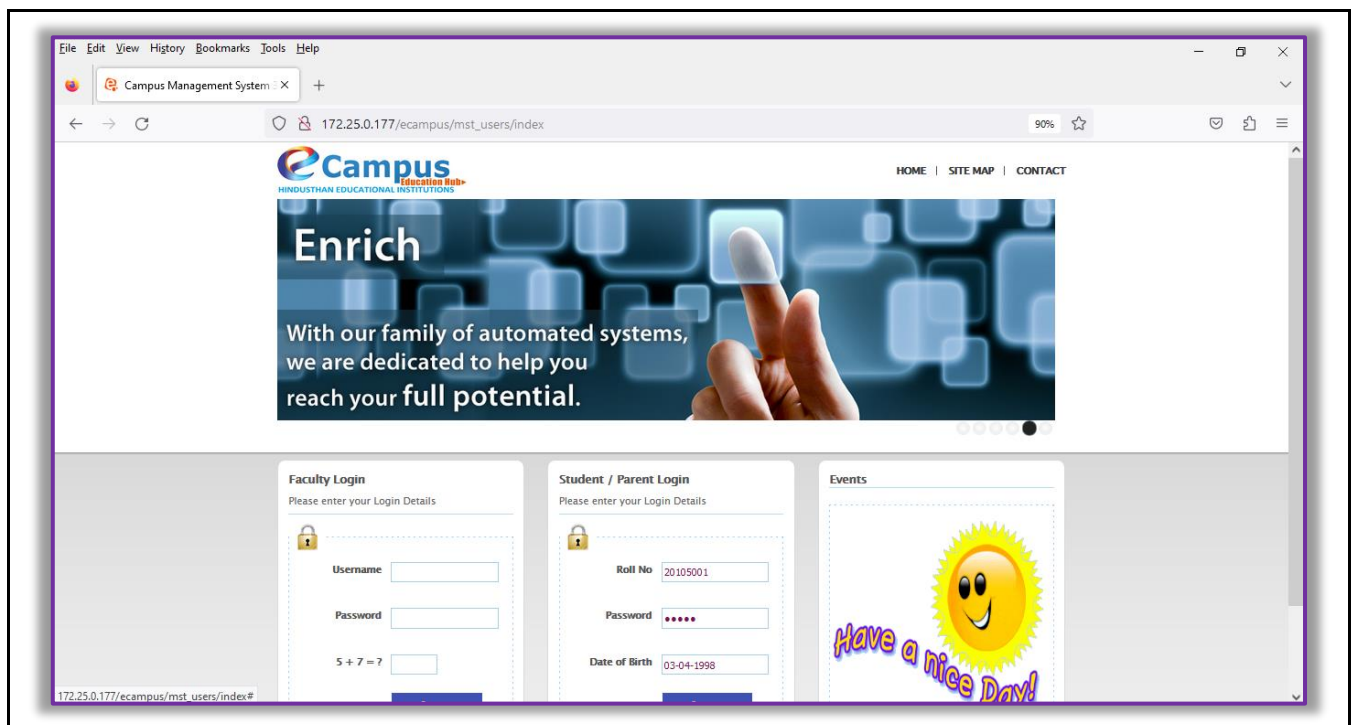 File Edit View History Bookmarks Tools Help
Campus Management System
172.25.0.177/ecampus/mst_users/index
90%
eCampus
Education Hub
HINDUSTHAN EDUCATIONAL INSTITUTIONS
HOME | SITE MAP | CONTACT
Enrich
With our family of automated systems,
we are dedicated to help you
reach your full potential.
Faculty Login
Please enter your Login Details
Username
Password
5 + 7 = ?
Student / Parent Login
Please enter your Login Details
Roll No 20105001
Password •••••
Date of Birth 03-04-1998
Events
Have a nice Day!
172.25.0.177/ecampus/mst_users/index#